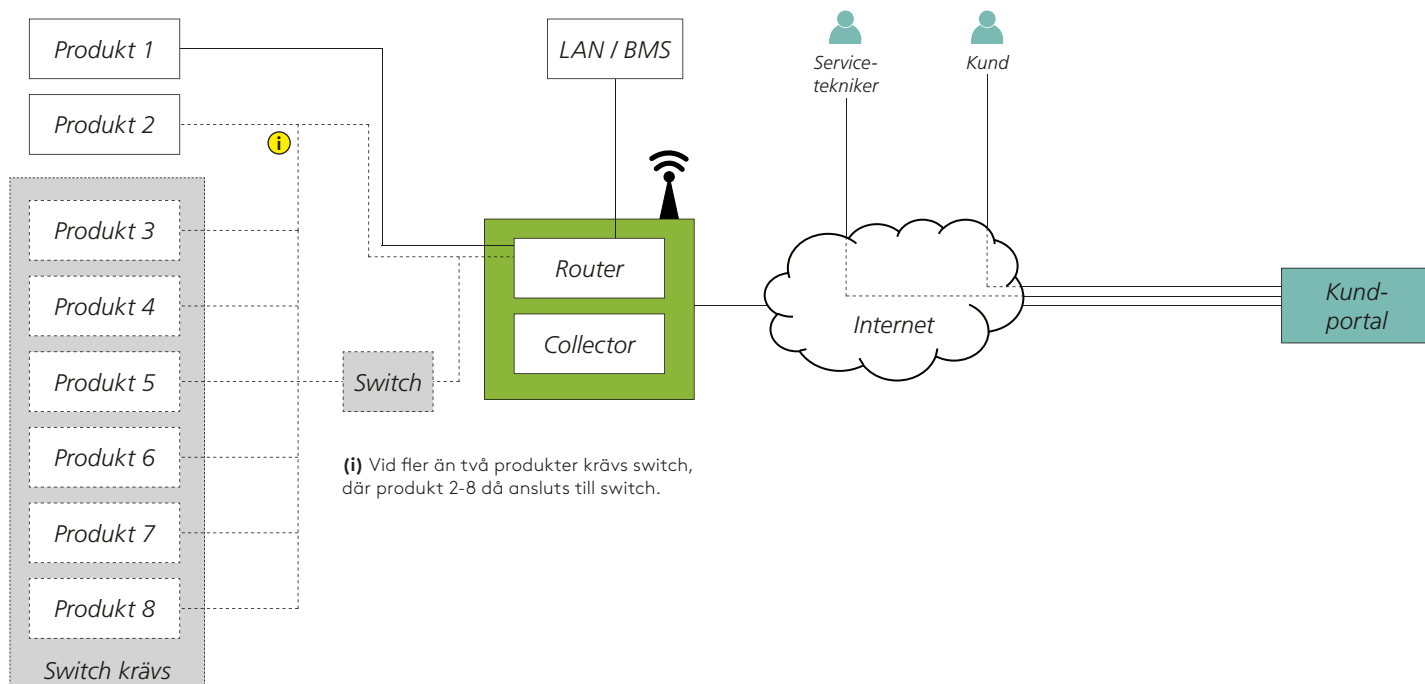 Produkt 1
Produkt 2
i
Produkt 3
Produkt 4
Produkt 5
Produkt 6
Produkt 7
Produkt 8
Switch krävs
LAN / BMS
Router
Collector
Switch
(i) Vid fler än två produkter krävs switch,
där produkt 2-8 då ansluts till switch.
Service-
tekniker
Kund
Internet
Kund-
portal